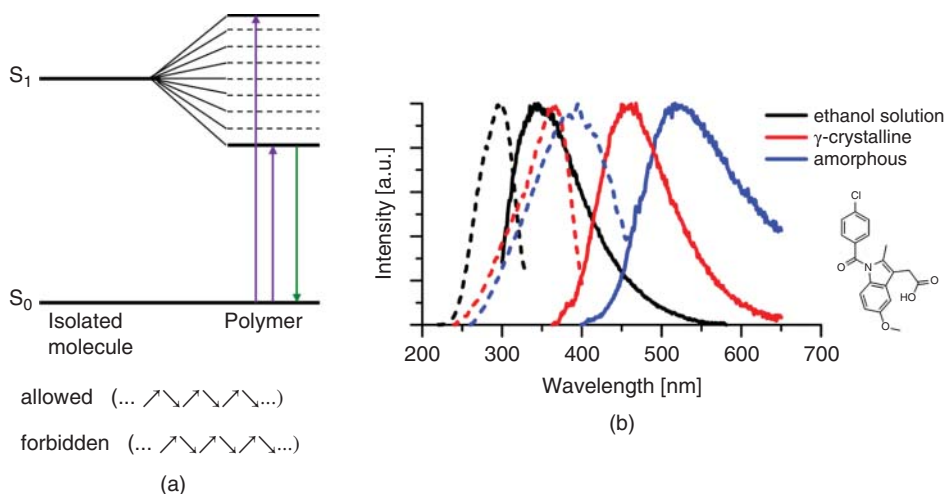 S1
S0
Isolated
molecule
Polymer
allowed (... ↗↘↗↘↗↘...)
forbidden (... ↗↘↗↘↗↘...)
(a)
Intensity [a.u.]
200 300 400 500 600 700
Wavelength [nm]
(b)
ethanol solution
γ-crystalline
amorphous
Cl
O
N
O
HO
O